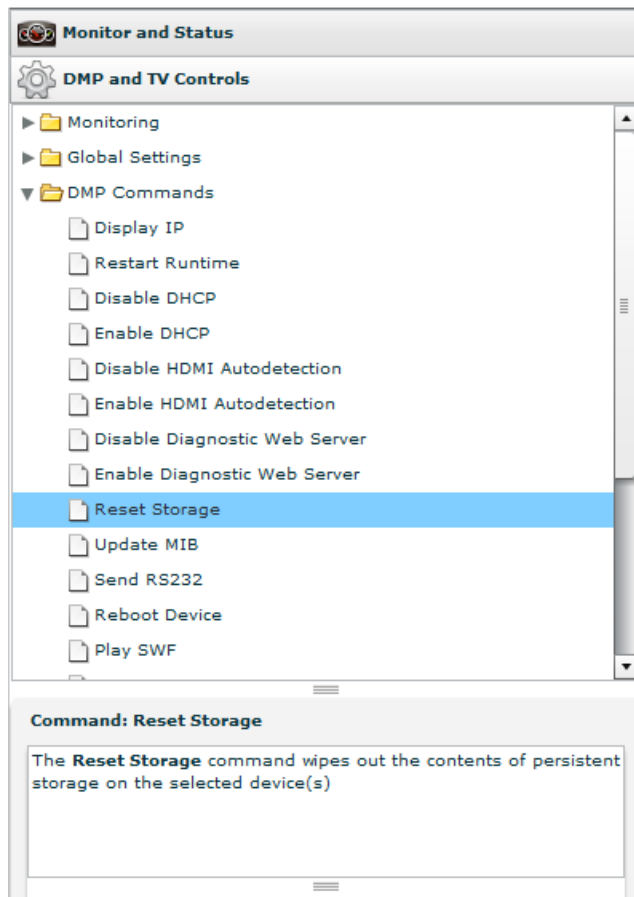 Monitor and Status
DMP and TV Controls
Monitoring
Global Settings
DMP Commands
Display IP
Restart Runtime
Disable DHCP
Enable DHCP
Disable HDMI Autodetection
Enable HDMI Autodetection
Disable Diagnostic Web Server
Enable Diagnostic Web Server
Reset Storage
Update MIB
Send RS232
Reboot Device
Play SWF
Command: Reset Storage
The Reset Storage command wipes out the contents of persistent
storage on the selected device(s)